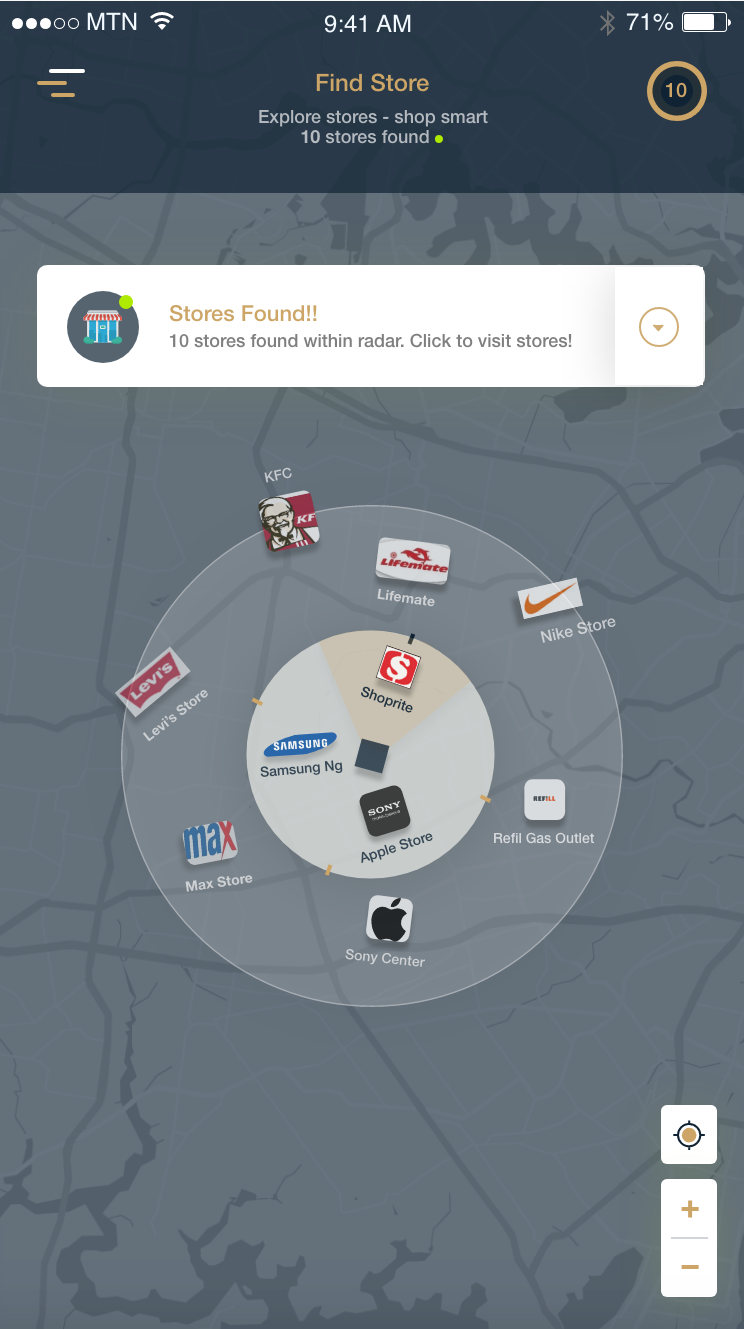 MTN 9:41 AM 71%
Find Store
10
Explore stores - shop smart
10 stores found
Stores Found!!
10 stores found within radar. Click to visit stores!
KFC
KF
Lifemate
Lifemate
Nike Store
Levi's
Levi's Store
Shoprite
SAMSUNG
Samsung Ng
SONY
Apple Store
REFILL
Refil Gas Outlet
max
Max Store
Sony Center
+
−